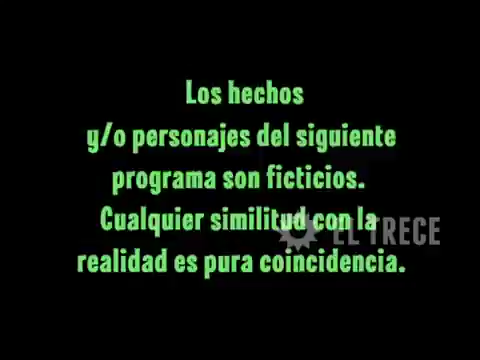 Los hechos
y/o personajes del siguiente
programa son ficticios.
Cualquier similitud con la
EL TRECE
realidad es pura coincidencia.